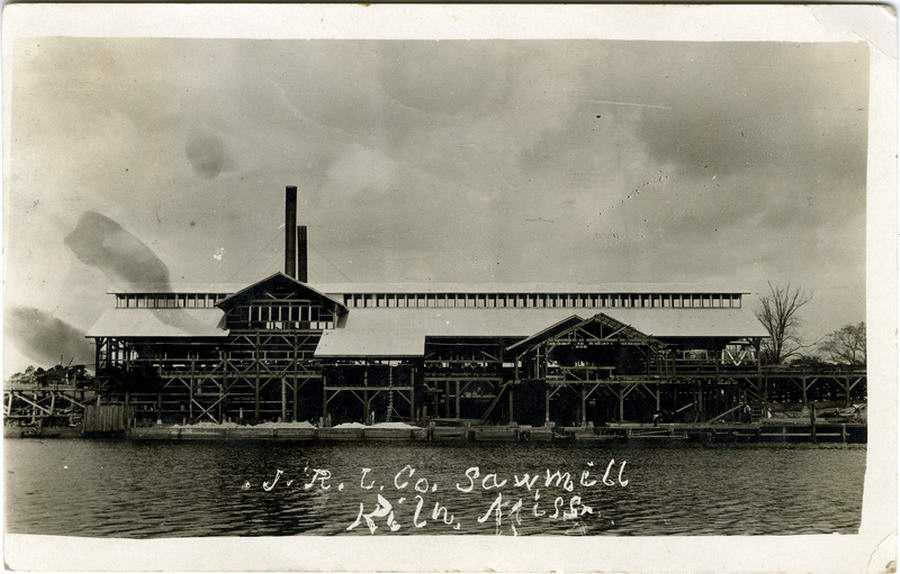 . J. R. L. Co. Sawmill
Kiln, Miss.